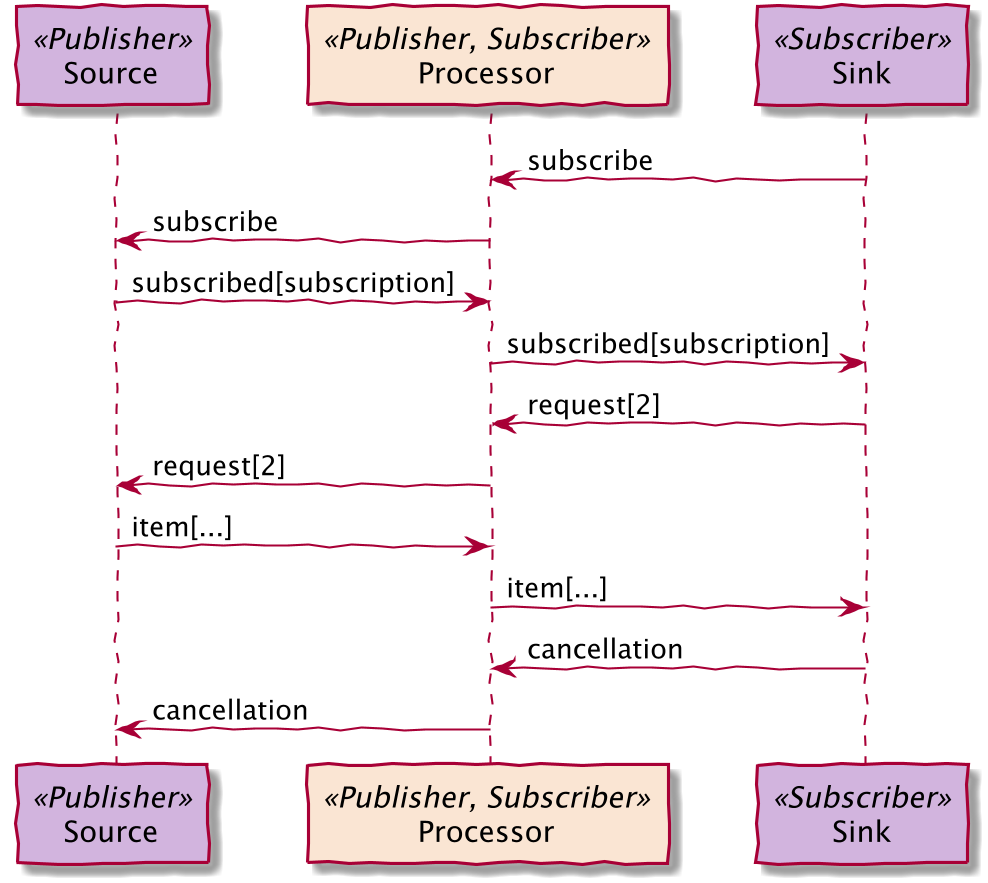 «Publisher»
Source
«Publisher, Subscriber»
Processor
«Subscriber»
Sink
subscribe
subscribe
subscribed[subscription]
subscribed[subscription]
request[2]
request[2]
item[...]
item[...]
cancellation
cancellation
«Publisher»
Source
«Publisher, Subscriber»
Processor
«Subscriber»
Sink